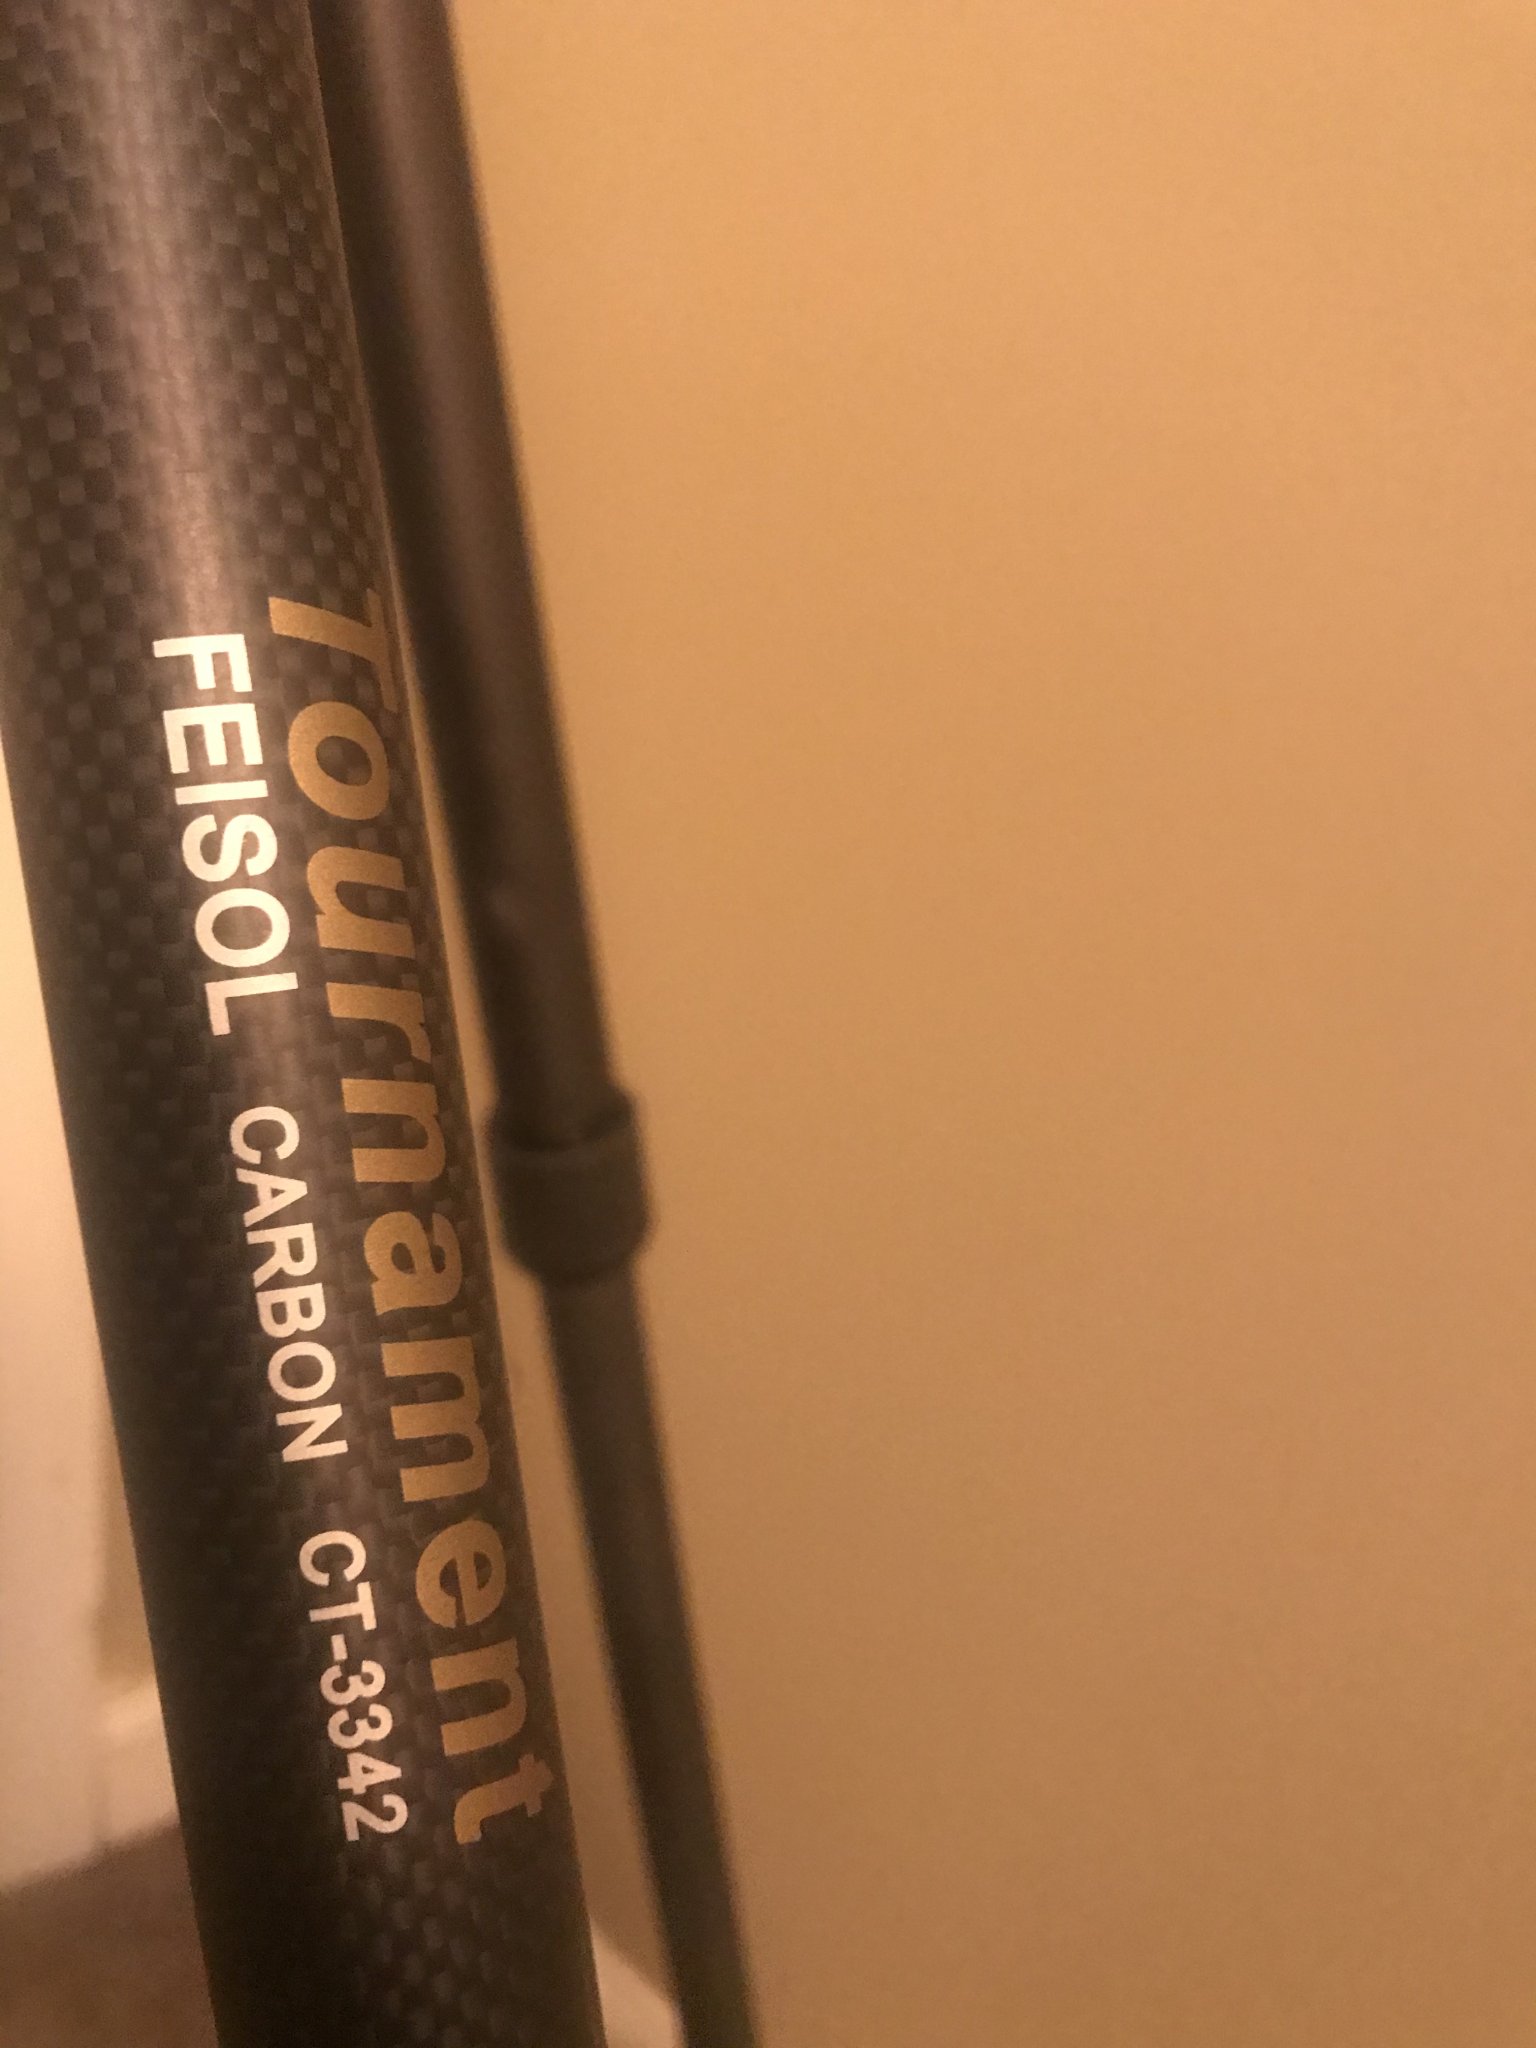 Tournament
FEISOL CARBON CT-3342